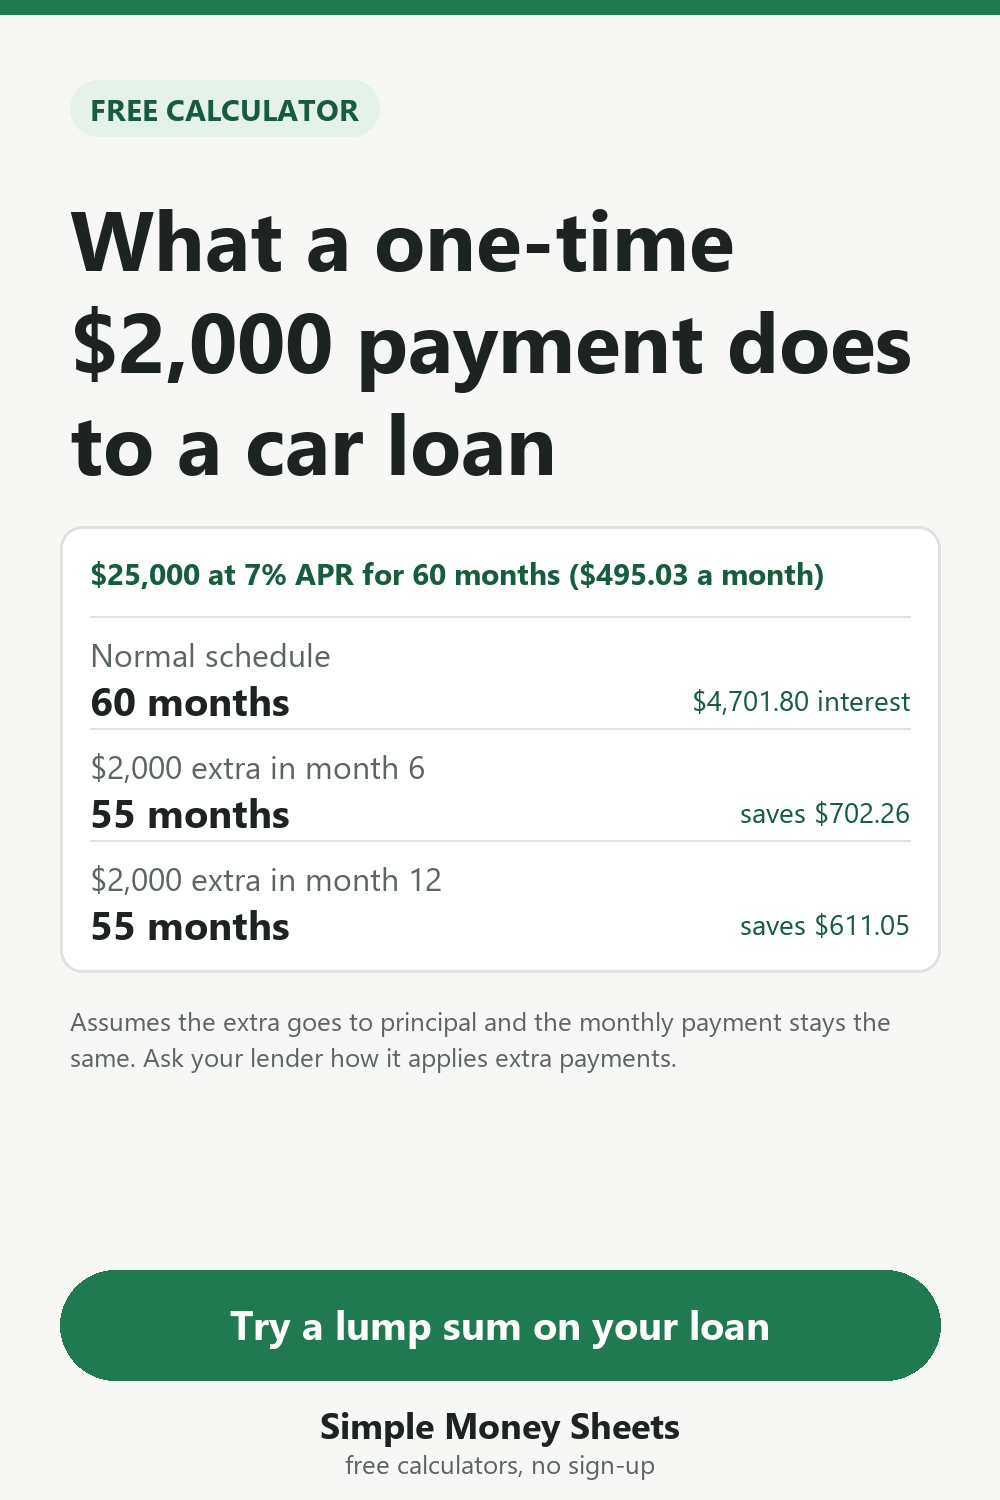 FREE CALCULATOR
What a one-time
$2,000 payment does
to a car loan
$25,000 at 7% APR for 60 months ($495.03 a month)
Normal schedule
60 months $4,701.80 interest
$2,000 extra in month 6
55 months saves $702.26
$2,000 extra in month 12
55 months saves $611.05
Assumes the extra goes to principal and the monthly payment stays the
same. Ask your lender how it applies extra payments.
Try a lump sum on your loan
Simple Money Sheets
free calculators, no sign-up